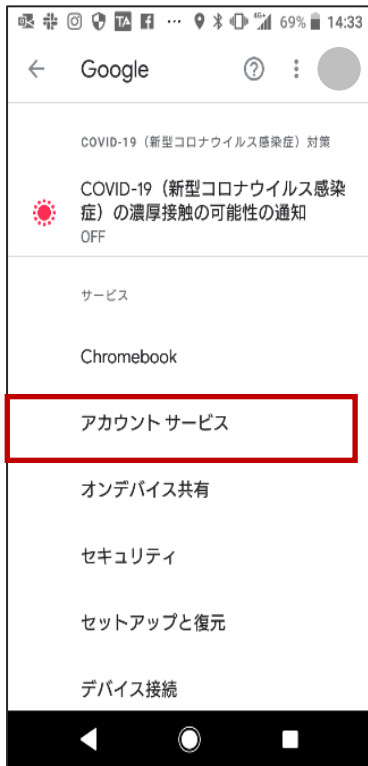 69% 14:33
Google
COVID-19（新型コロナウイルス感染症）対策
COVID-19（新型コロナウイルス感染
症）の濃厚接触の可能性の通知
OFF
サービス
Chromebook
アカウント サービス
オンデバイス共有
セキュリティ
セットアップと復元
デバイス接続